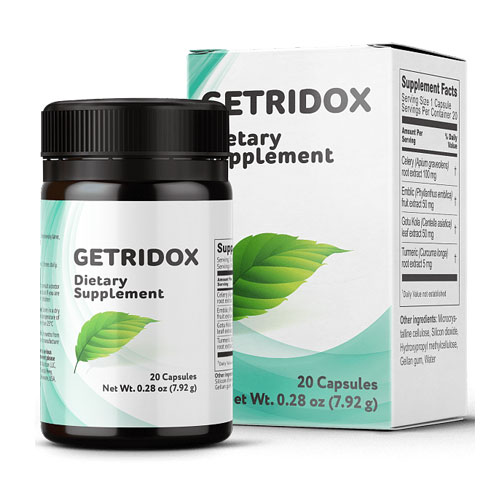 GETRIDOX
Dietary
Supplement
20 Capsules
Net Wt. 0.28 oz (7.92 g)
GETRIDOX
Dietary
Supplement
20 Capsules
Net Wt. 0.28 oz (7.92 g)
Supplement Facts
Serving Size 1 Capsule
Servings Per Container 20
Amount Per
Serving
% Daily
Value
Celery (Apium graveolens)
root extract 100 mg
†
Emblic (Phyllanthus emblica)
fruit extract 50 mg
†
Gotu Kola (Centella asiatica)
leaf extract 50 mg
†
Turmeric (Curcuma longa)
root extract 5 mg
†
Daily Value not established
Other ingredients: Microcrys-
talline cellulose, Silicon dioxide,
Hydroxypropyl methylcellulose,
Gellan gum, Water